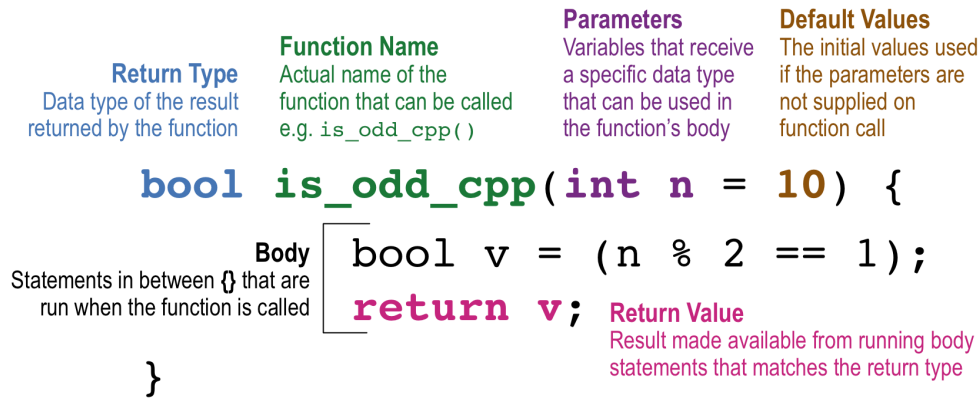 Return Type
Data type of the result
returned by the function
Function Name
Actual name of the
function that can be called
e.g. is_odd_cpp()
Parameters
Variables that receive
a specific data type
that can be used in
the function's body
Default Values
The initial values used
if the parameters are
not supplied on
function call
bool is_odd_cpp(int n = 10) {
Body
Statements in between {} that are
run when the function is called
bool v = (n % 2 == 1);
return v;
Return Value
Result made available from running body
statements that matches the return type
}